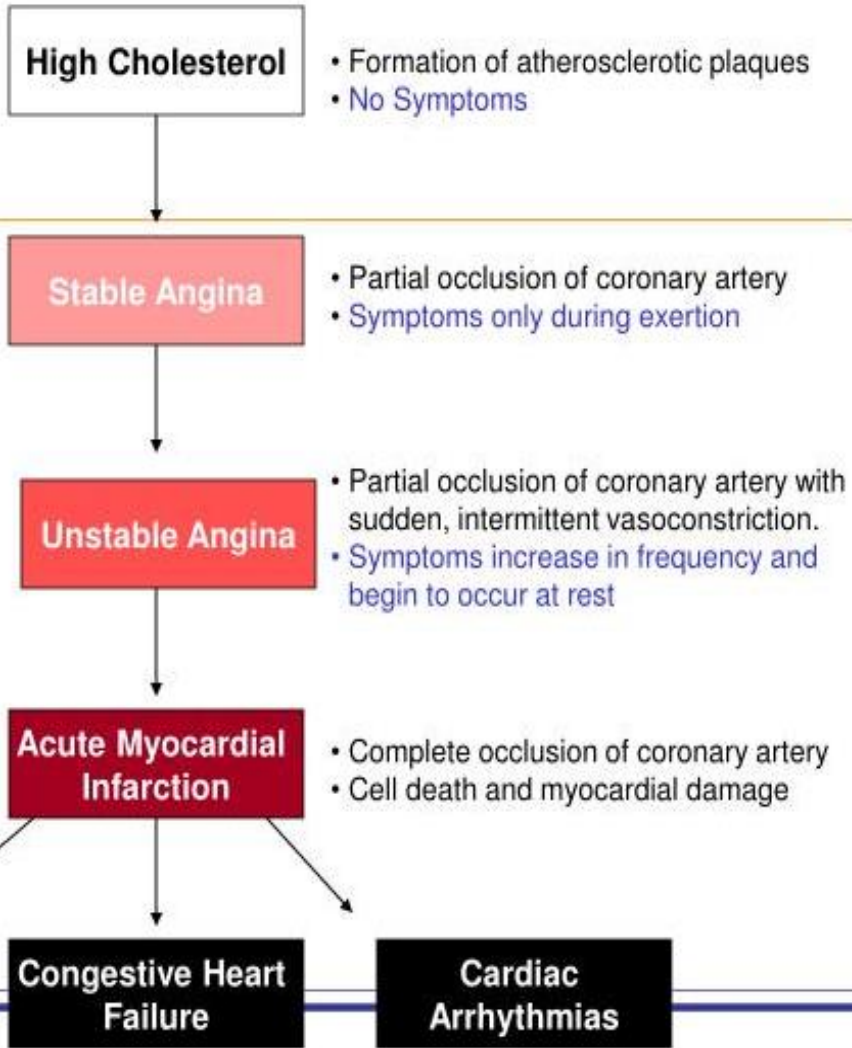 High Cholesterol
• Formation of atherosclerotic plaques
• No Symptoms
Stable Angina
• Partial occlusion of coronary artery
• Symptoms only during exertion
Unstable Angina
• Partial occlusion of coronary artery with
sudden, intermittent vasoconstriction.
• Symptoms increase in frequency and
begin to occur at rest
Acute Myocardial
Infarction
• Complete occlusion of coronary artery
• Cell death and myocardial damage
Congestive Heart
Failure
Cardiac
Arrhythmias